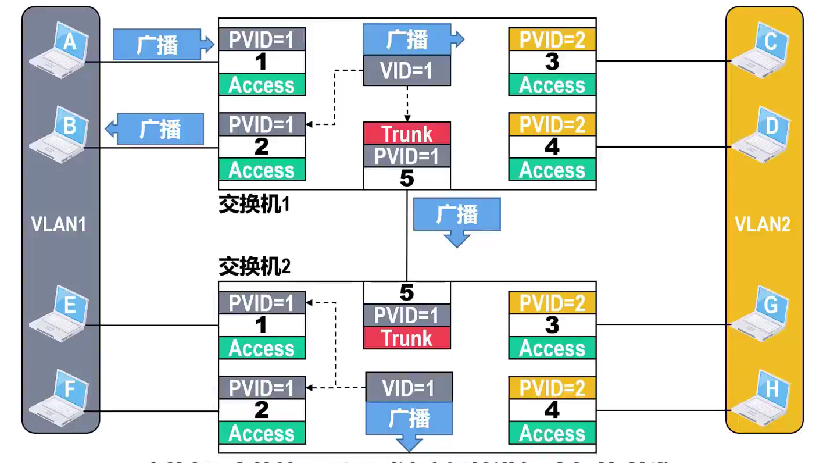 A
广播
PVID=1
1
Access
广播
VID=1
PVID=2
3
Access
C
B
广播
PVID=1
2
Access
Trunk
PVID=1
5
PVID=2
4
Access
D
交换机1
VLAN1
广播
VLAN2
交换机2
E
PVID=1
1
Access
5
PVID=1
Trunk
PVID=2
3
Access
G
F
PVID=1
2
Access
VID=1
广播
PVID=2
4
Access
H